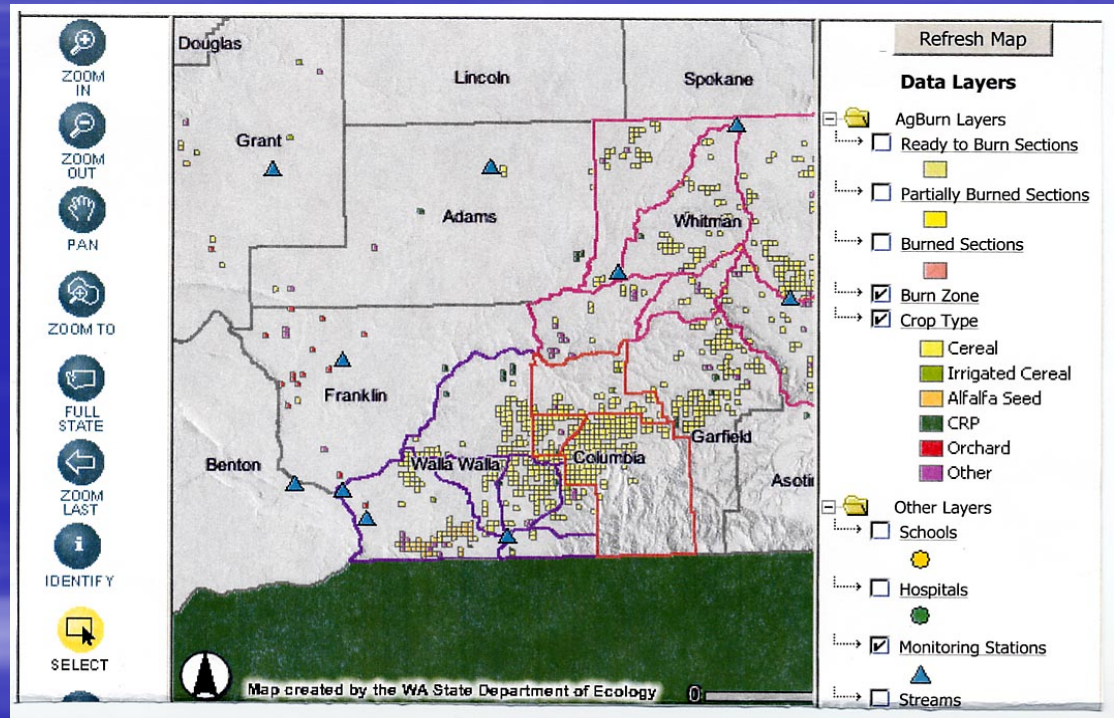 ZOOM
IN
ZOOM
OUT
PAN
ZOOM TO
FULL
STATE
ZOOM
LAST
i
IDENTIFY
SELECT
Douglas
Lincoln
Spokane
Grant
Adams
Whitman
Franklin
Benton
Walla Walla
Columbia
Garfield
Asotin
Map created by the WA State Department of Ecology
0
Refresh Map
Data Layers
AgBurn Layers
Ready to Burn Sections
Partially Burned Sections
Burned Sections
Burn Zone
Crop Type
Cereal
Irrigated Cereal
Alfalfa Seed
CRP
Orchard
Other
Other Layers
Schools
Hospitals
Monitoring Stations
Streams